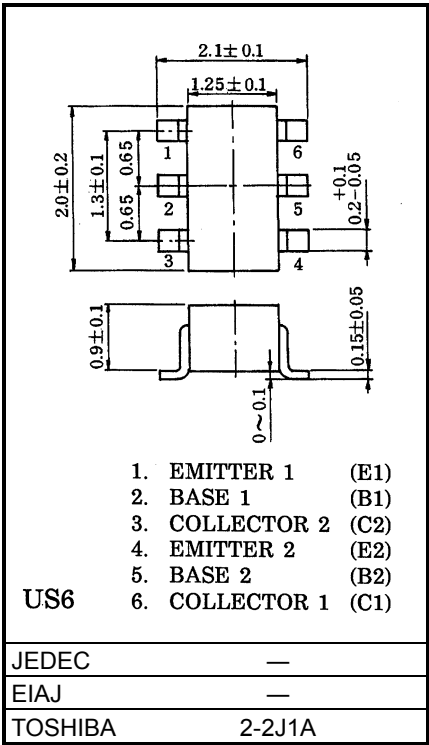 2.1±0.1
1.25±0.1
1
6
2
5
3
4
2.0±0.2
1.3±0.1
0.65
0.65
+0.1
0.2-0.05
0.9±0.1
0.15±0.05
0~0.1
1. EMITTER 1 (E1)
2. BASE 1 (B1)
3. COLLECTOR 2 (C2)
4. EMITTER 2 (E2)
5. BASE 2 (B2)
US6 6. COLLECTOR 1 (C1)
JEDEC —
EIAJ —
TOSHIBA 2-2J1A